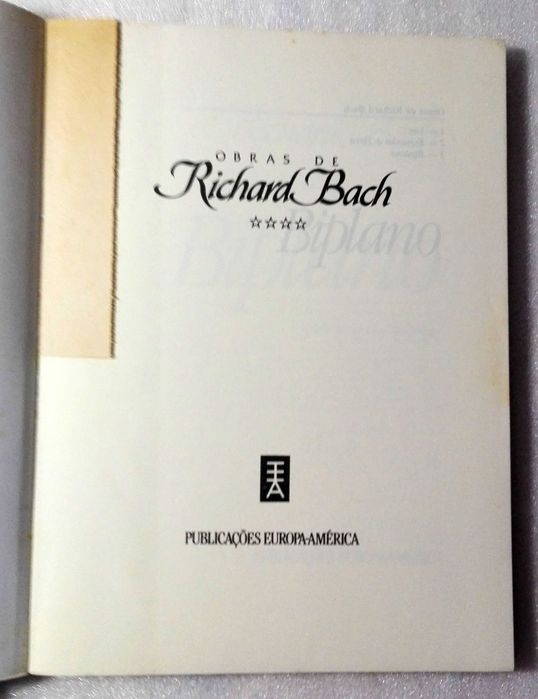 OBRAS DE
Richard Bach
☆☆☆☆
Biplano
PUBLICAÇÕES EUROPA-AMÉRICA